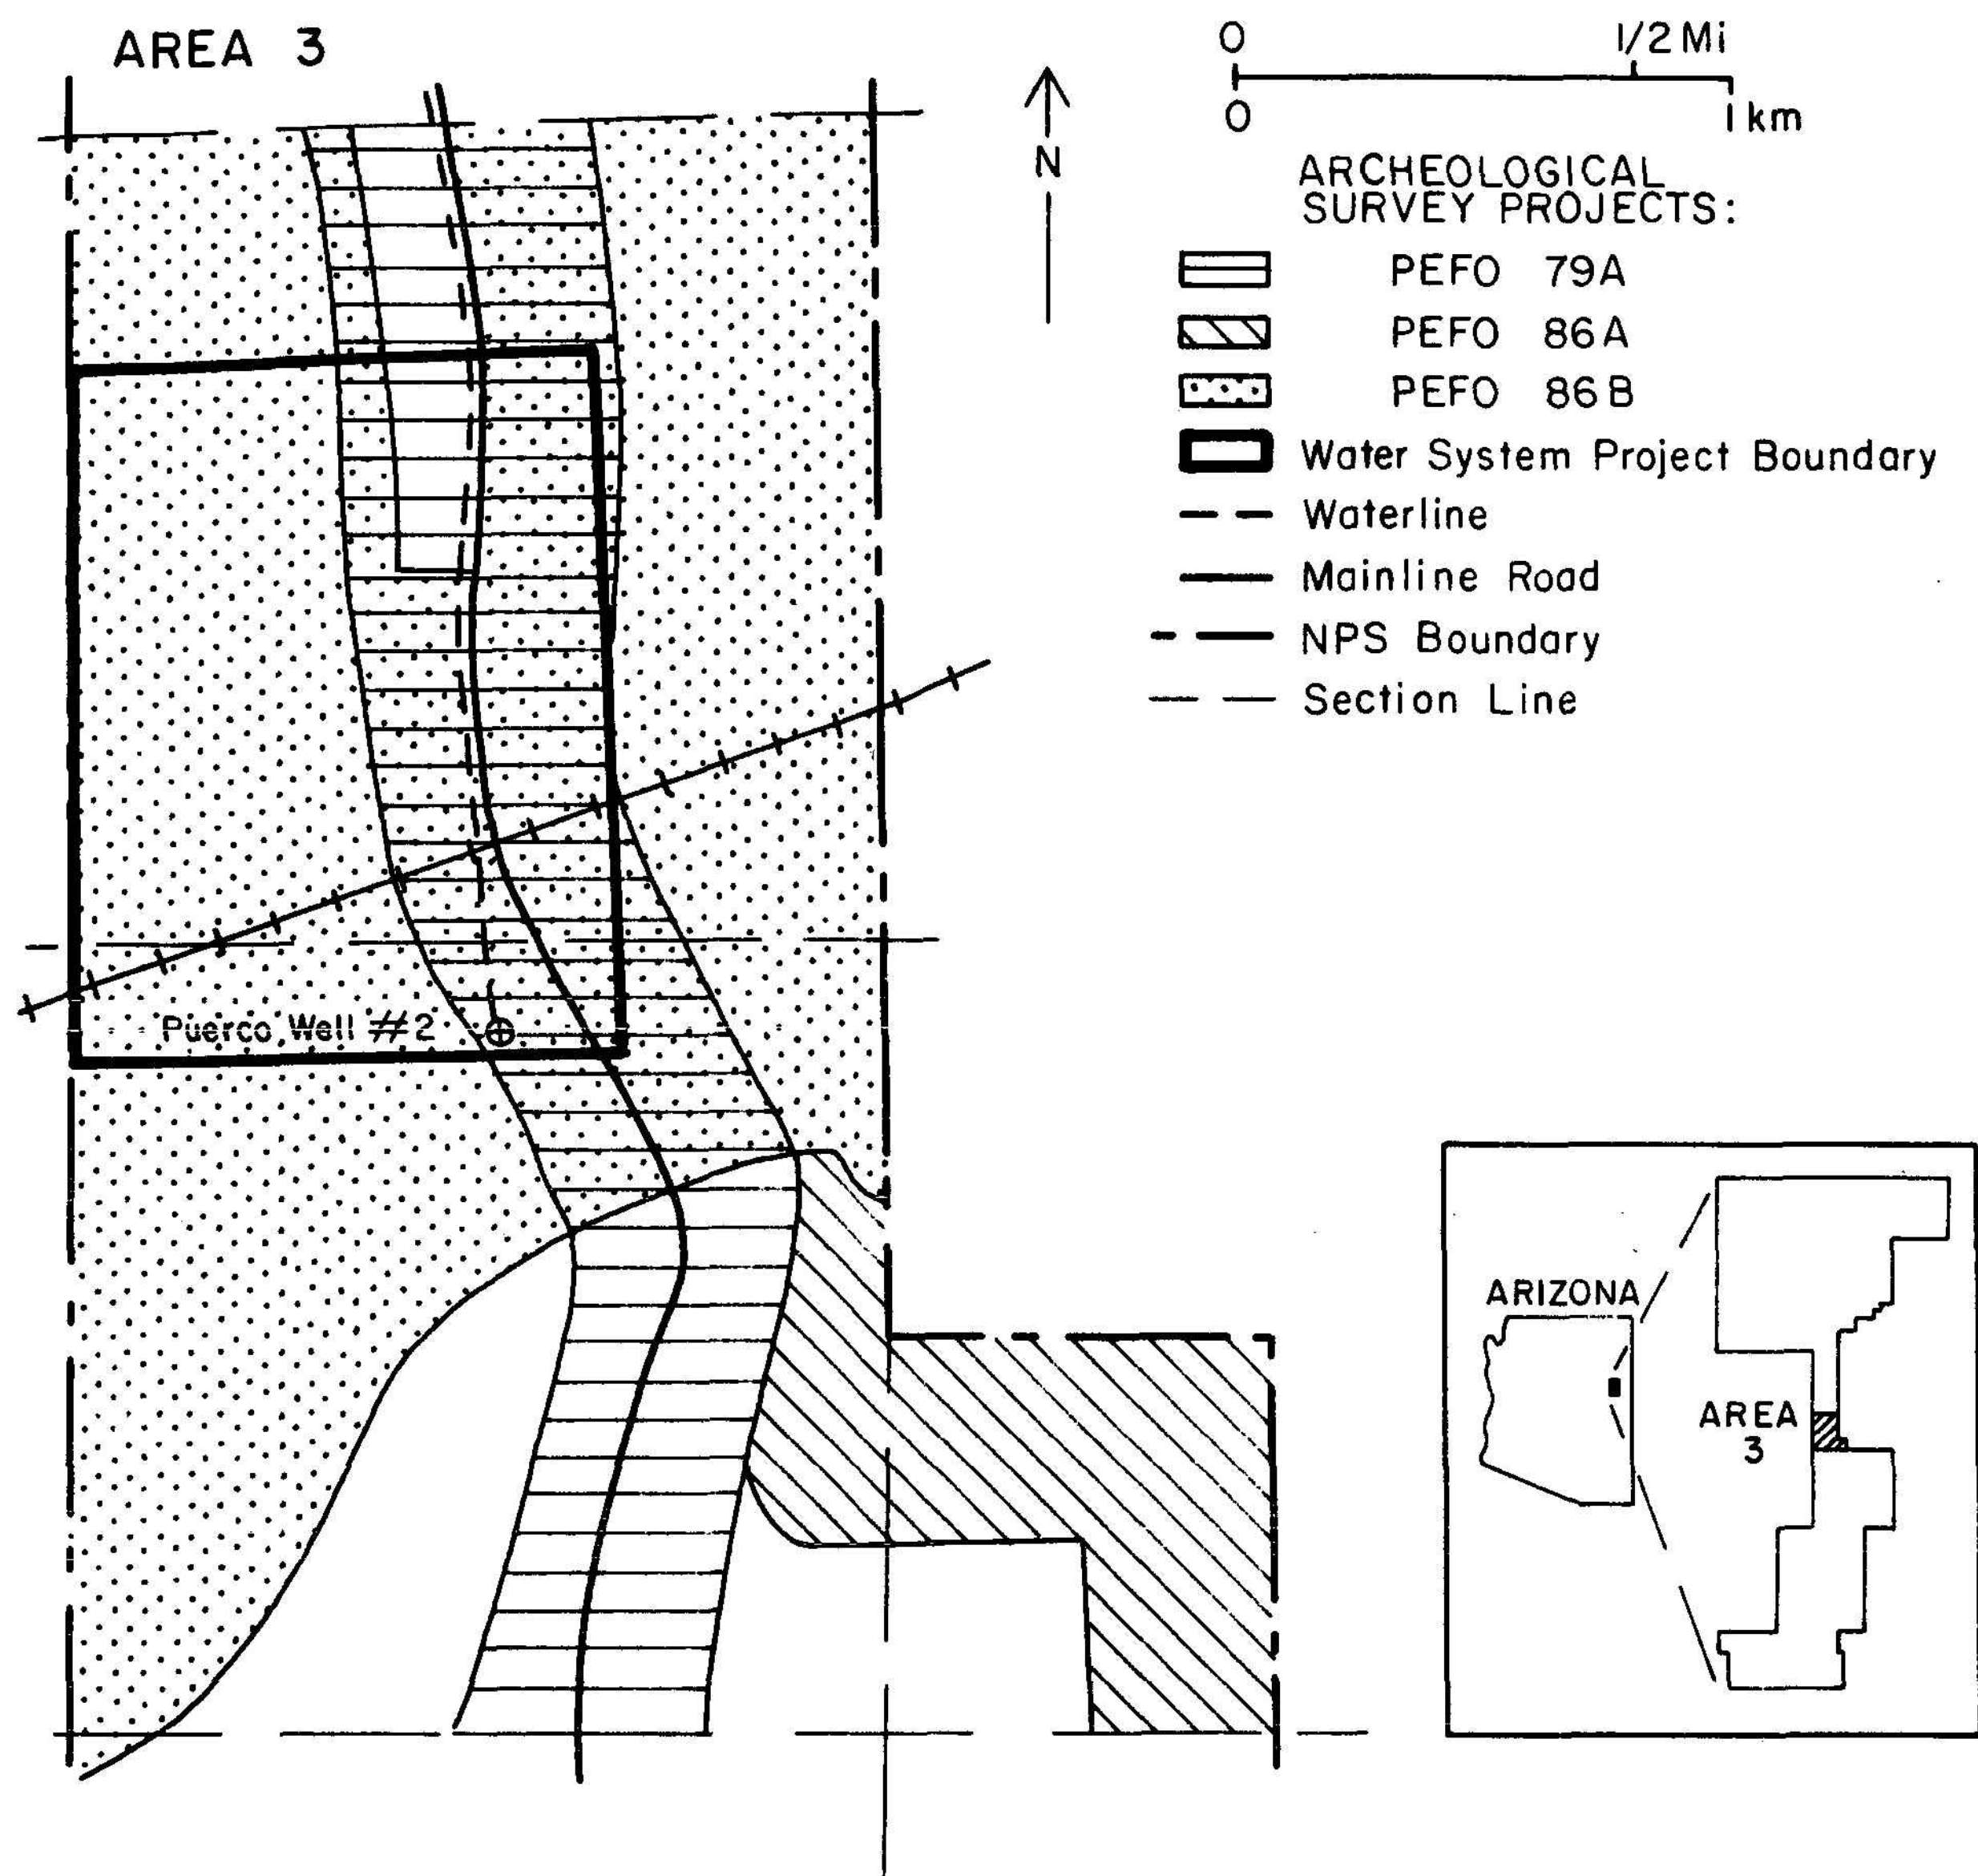 AREA 3
0 1/2 Mi
0 1 km
N
ARCHEOLOGICAL
SURVEY PROJECTS:
PEFO 79A
PEFO 86A
PEFO 86B
Water System Project Boundary
Waterline
Mainline Road
NPS Boundary
Section Line
Puerco Well #2
ARIZONA
AREA
3